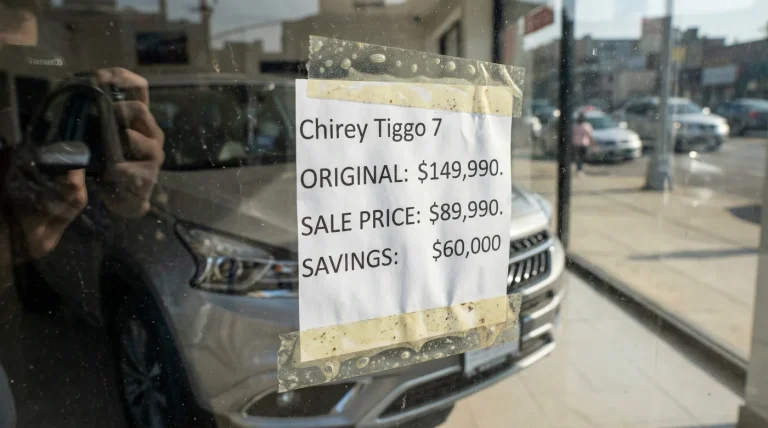 Chirey Tiggo 7
ORIGINAL: $149,990.
SALE PRICE: $89,990.
SAVINGS: $60,000